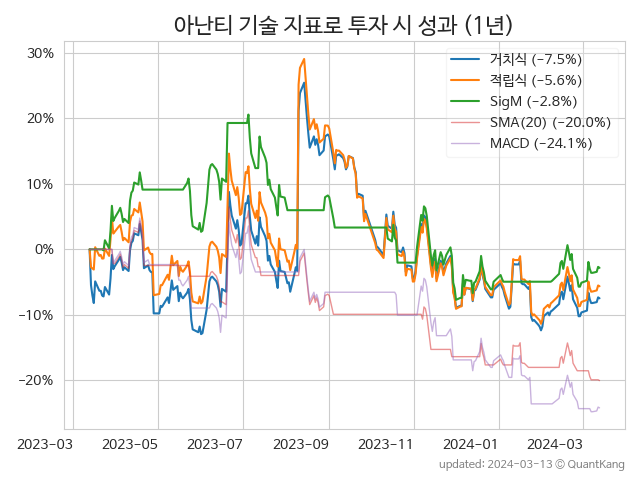 아난티 기술 지표로 투자 시 성과 (1년)
30%
20%
10%
0%
−10%
−20%
거치식 (−7.5%)
적립식 (−5.6%)
SigM (−2.8%)
SMA(20) (−20.0%)
MACD (−24.1%)
2023−03
2023−05
2023−07
2023−09
2023−11
2024−01
2024−03
updated: 2024-03-13 © QuantKang